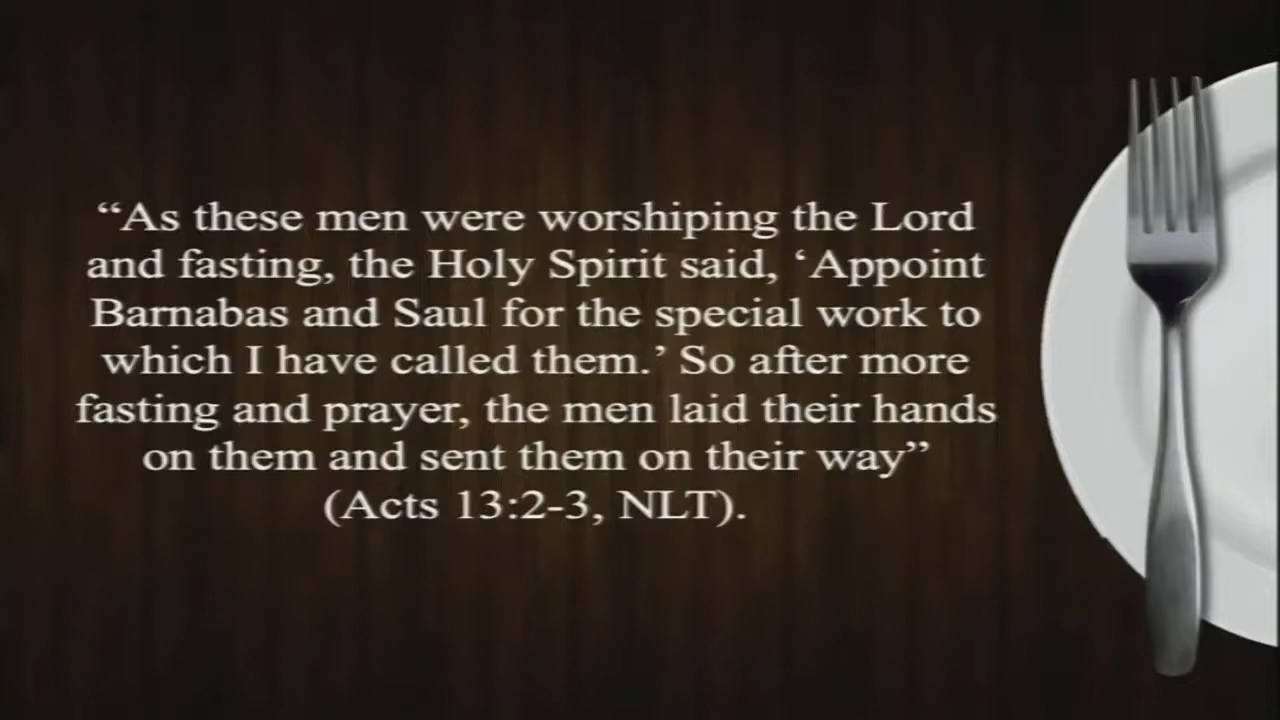 “As these men were worshiping the Lord
and fasting, the Holy Spirit said, ‘Appoint
Barnabas and Saul for the special work to
which I have called them.’ So after more
fasting and prayer, the men laid their hands
on them and sent them on their way”
(Acts 13:2-3, NLT).